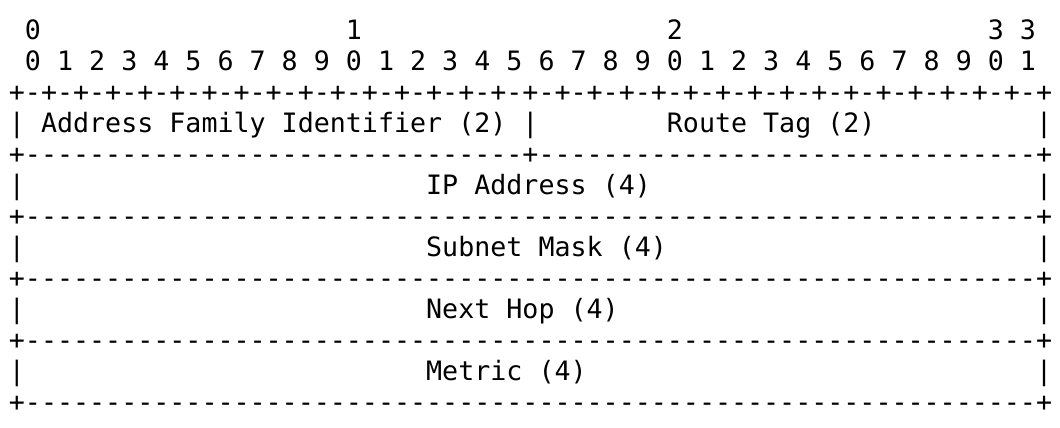 0                   1                   2                   3 3
 0 1 2 3 4 5 6 7 8 9 0 1 2 3 4 5 6 7 8 9 0 1 2 3 4 5 6 7 8 9 0 1
+-+-+-+-+-+-+-+-+-+-+-+-+-+-+-+-+-+-+-+-+-+-+-+-+-+-+-+-+-+-+-+-+
| Address Family Identifier (2) |        Route Tag (2)          |
+-------------------------------+-------------------------------+
|                         IP Address (4)                        |
+---------------------------------------------------------------+
|                         Subnet Mask (4)                       |
+---------------------------------------------------------------+
|                         Next Hop (4)                          |
+---------------------------------------------------------------+
|                         Metric (4)                            |
+---------------------------------------------------------------+